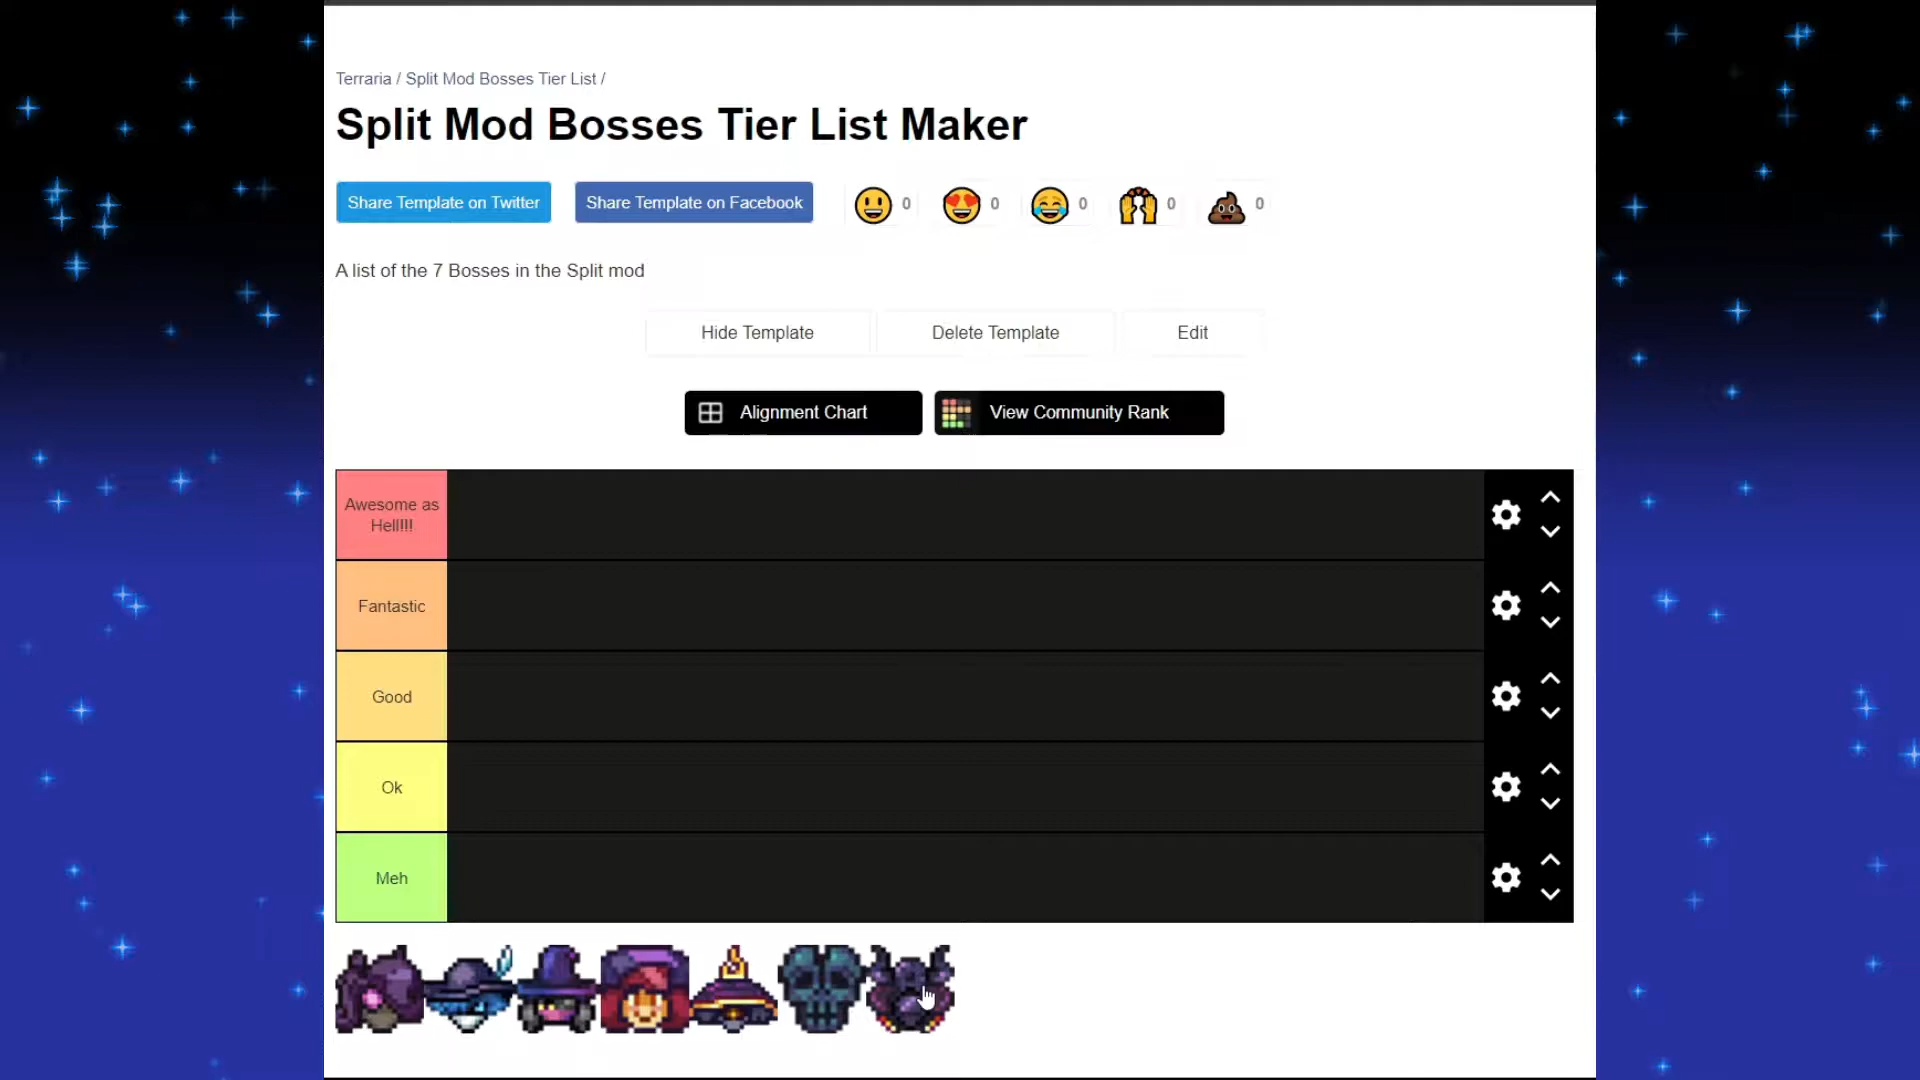 Terraria / Split Mod Bosses Tier List /
Split Mod Bosses Tier List Maker
Share Template on Twitter
Share Template on Facebook
0
0
0
0
0
A list of the 7 Bosses in the Split mod
Hide Template
Delete Template
Edit
Alignment Chart
View Community Rank
Awesome as
Hell!!!
Fantastic
Good
Ok
Meh